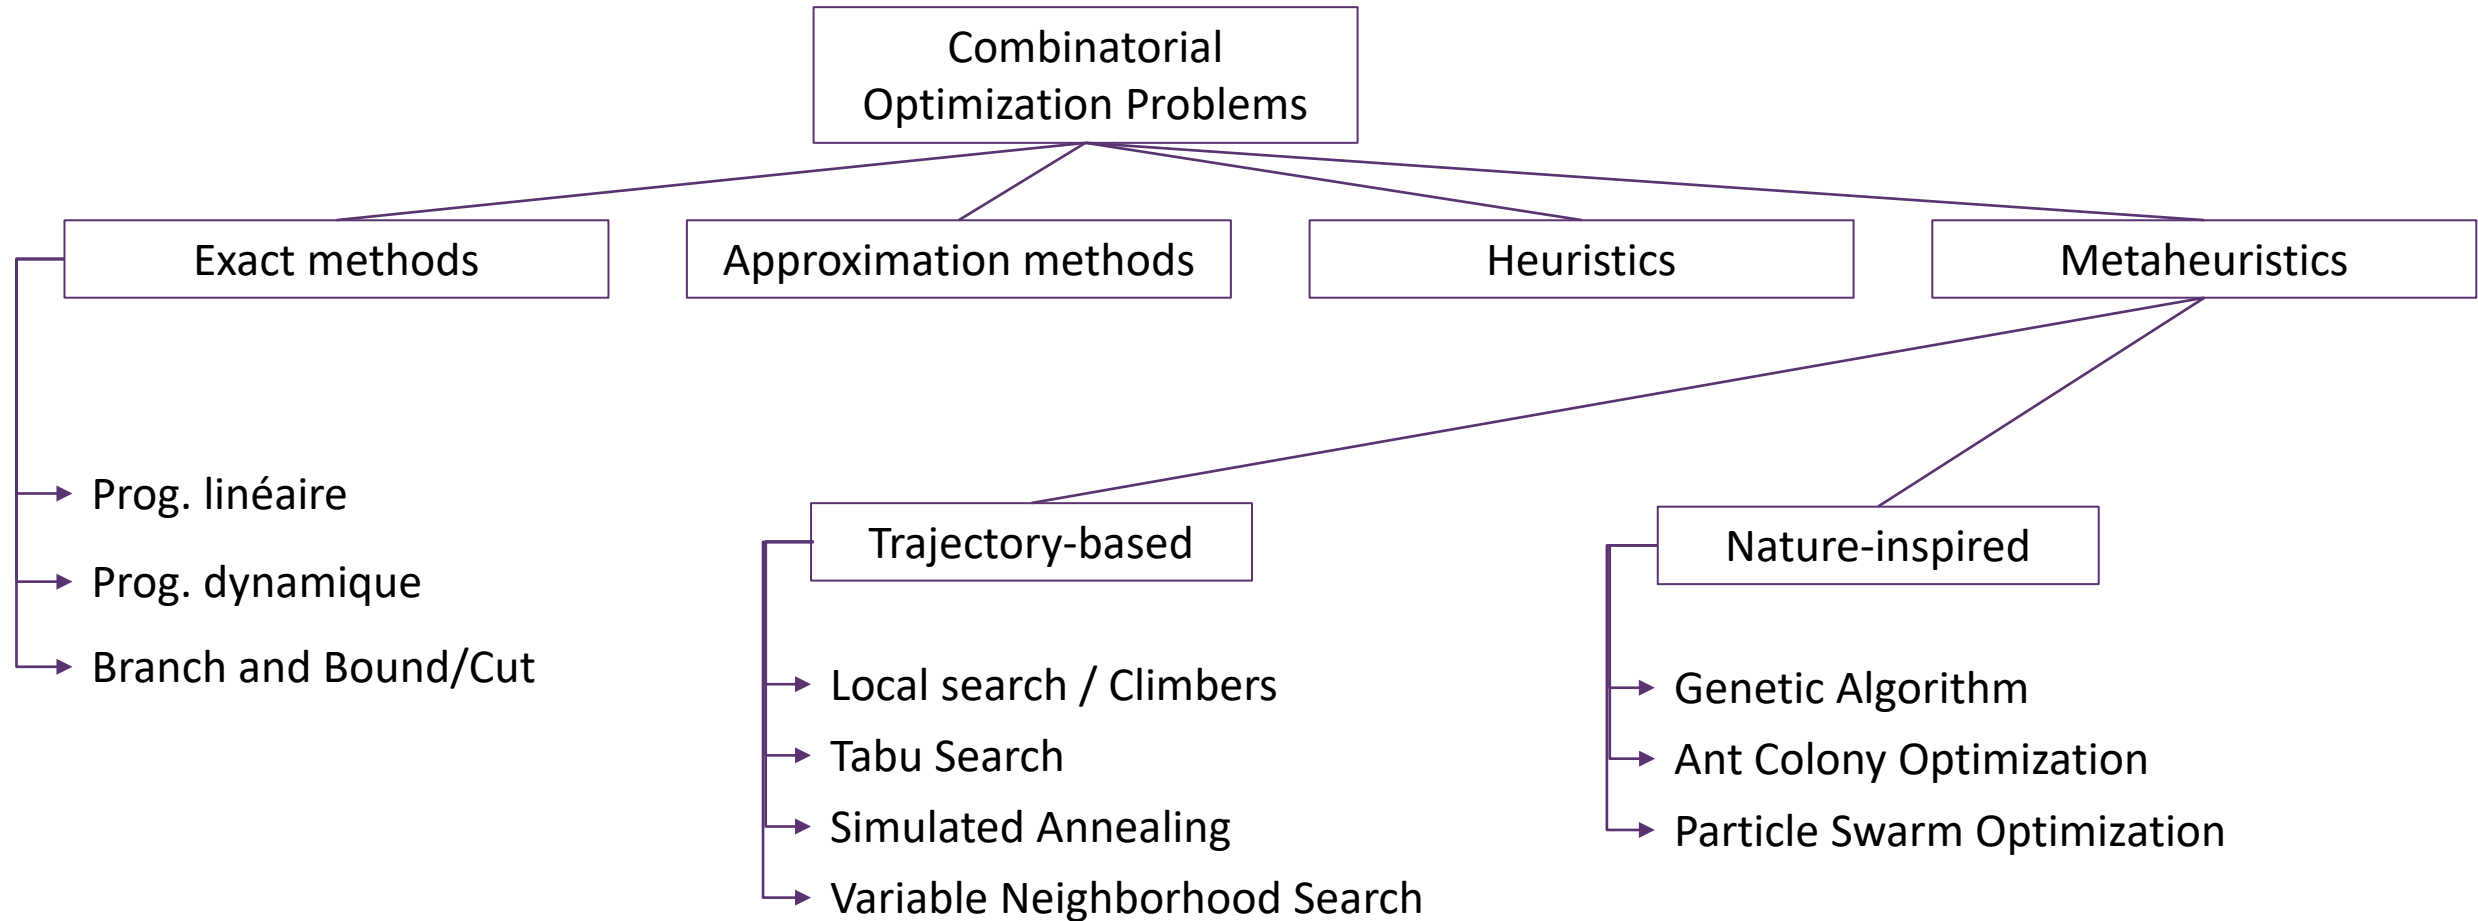 Combinatorial
Optimization Problems
Exact methods
Approximation methods
Heuristics
Metaheuristics
Prog. linéaire
Prog. dynamique
Branch and Bound/Cut
Trajectory-based
Local search / Climbers
Tabu Search
Simulated Annealing
Variable Neighborhood Search
Nature-inspired
Genetic Algorithm
Ant Colony Optimization
Particle Swarm Optimization